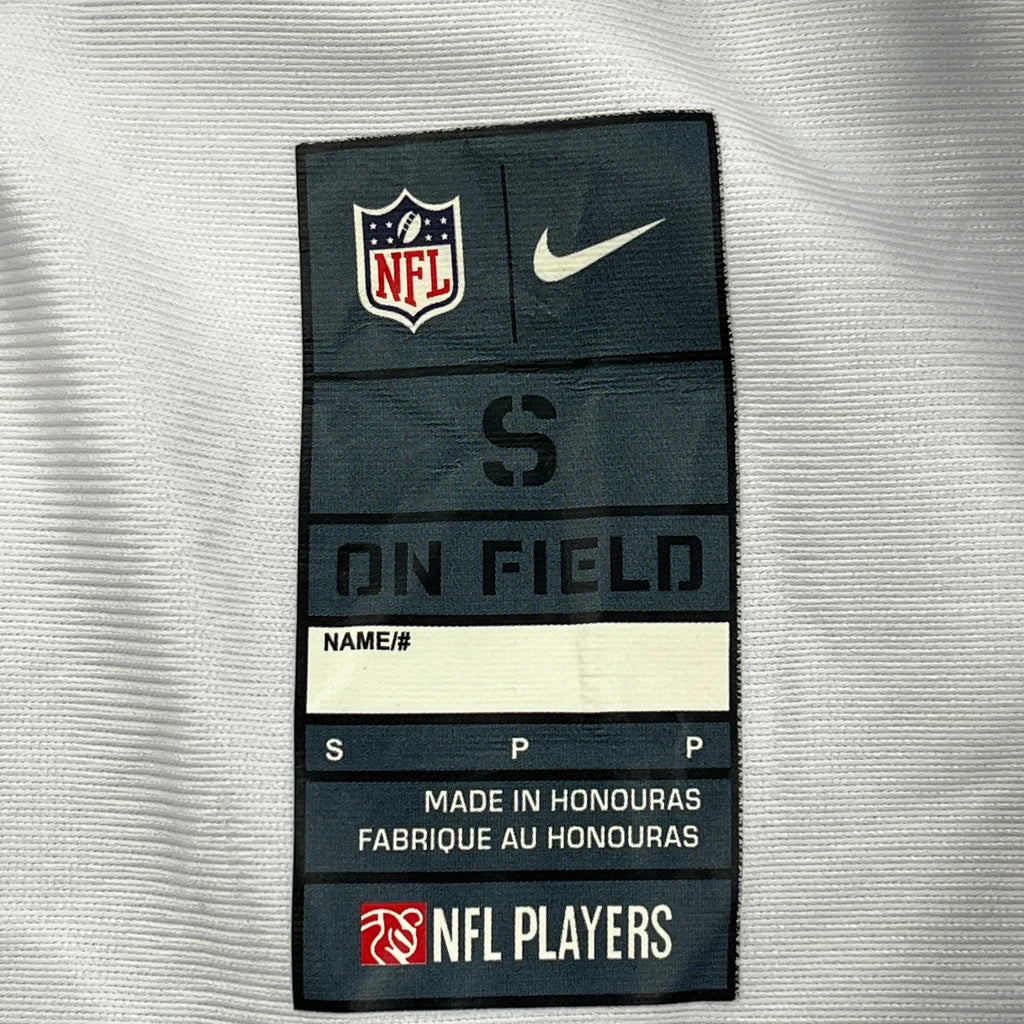 NFL
S
ON FIELD
NAME/#
S P P
MADE IN HONOURAS
FABRIQUE AU HONOURAS
NFL PLAYERS